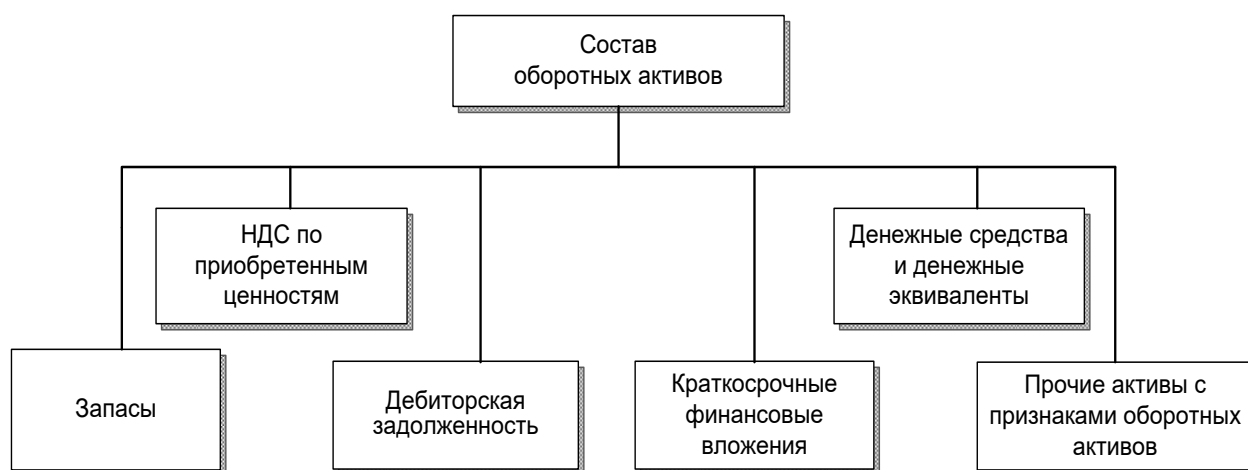 Состав
оборотных активов
НДС по
приобретенным
ценностям
Денежные средства
и денежные
эквиваленты
Запасы
Дебиторская
задолженность
Краткосрочные
финансовые
вложения
Прочие активы с
признаками оборотных
активов